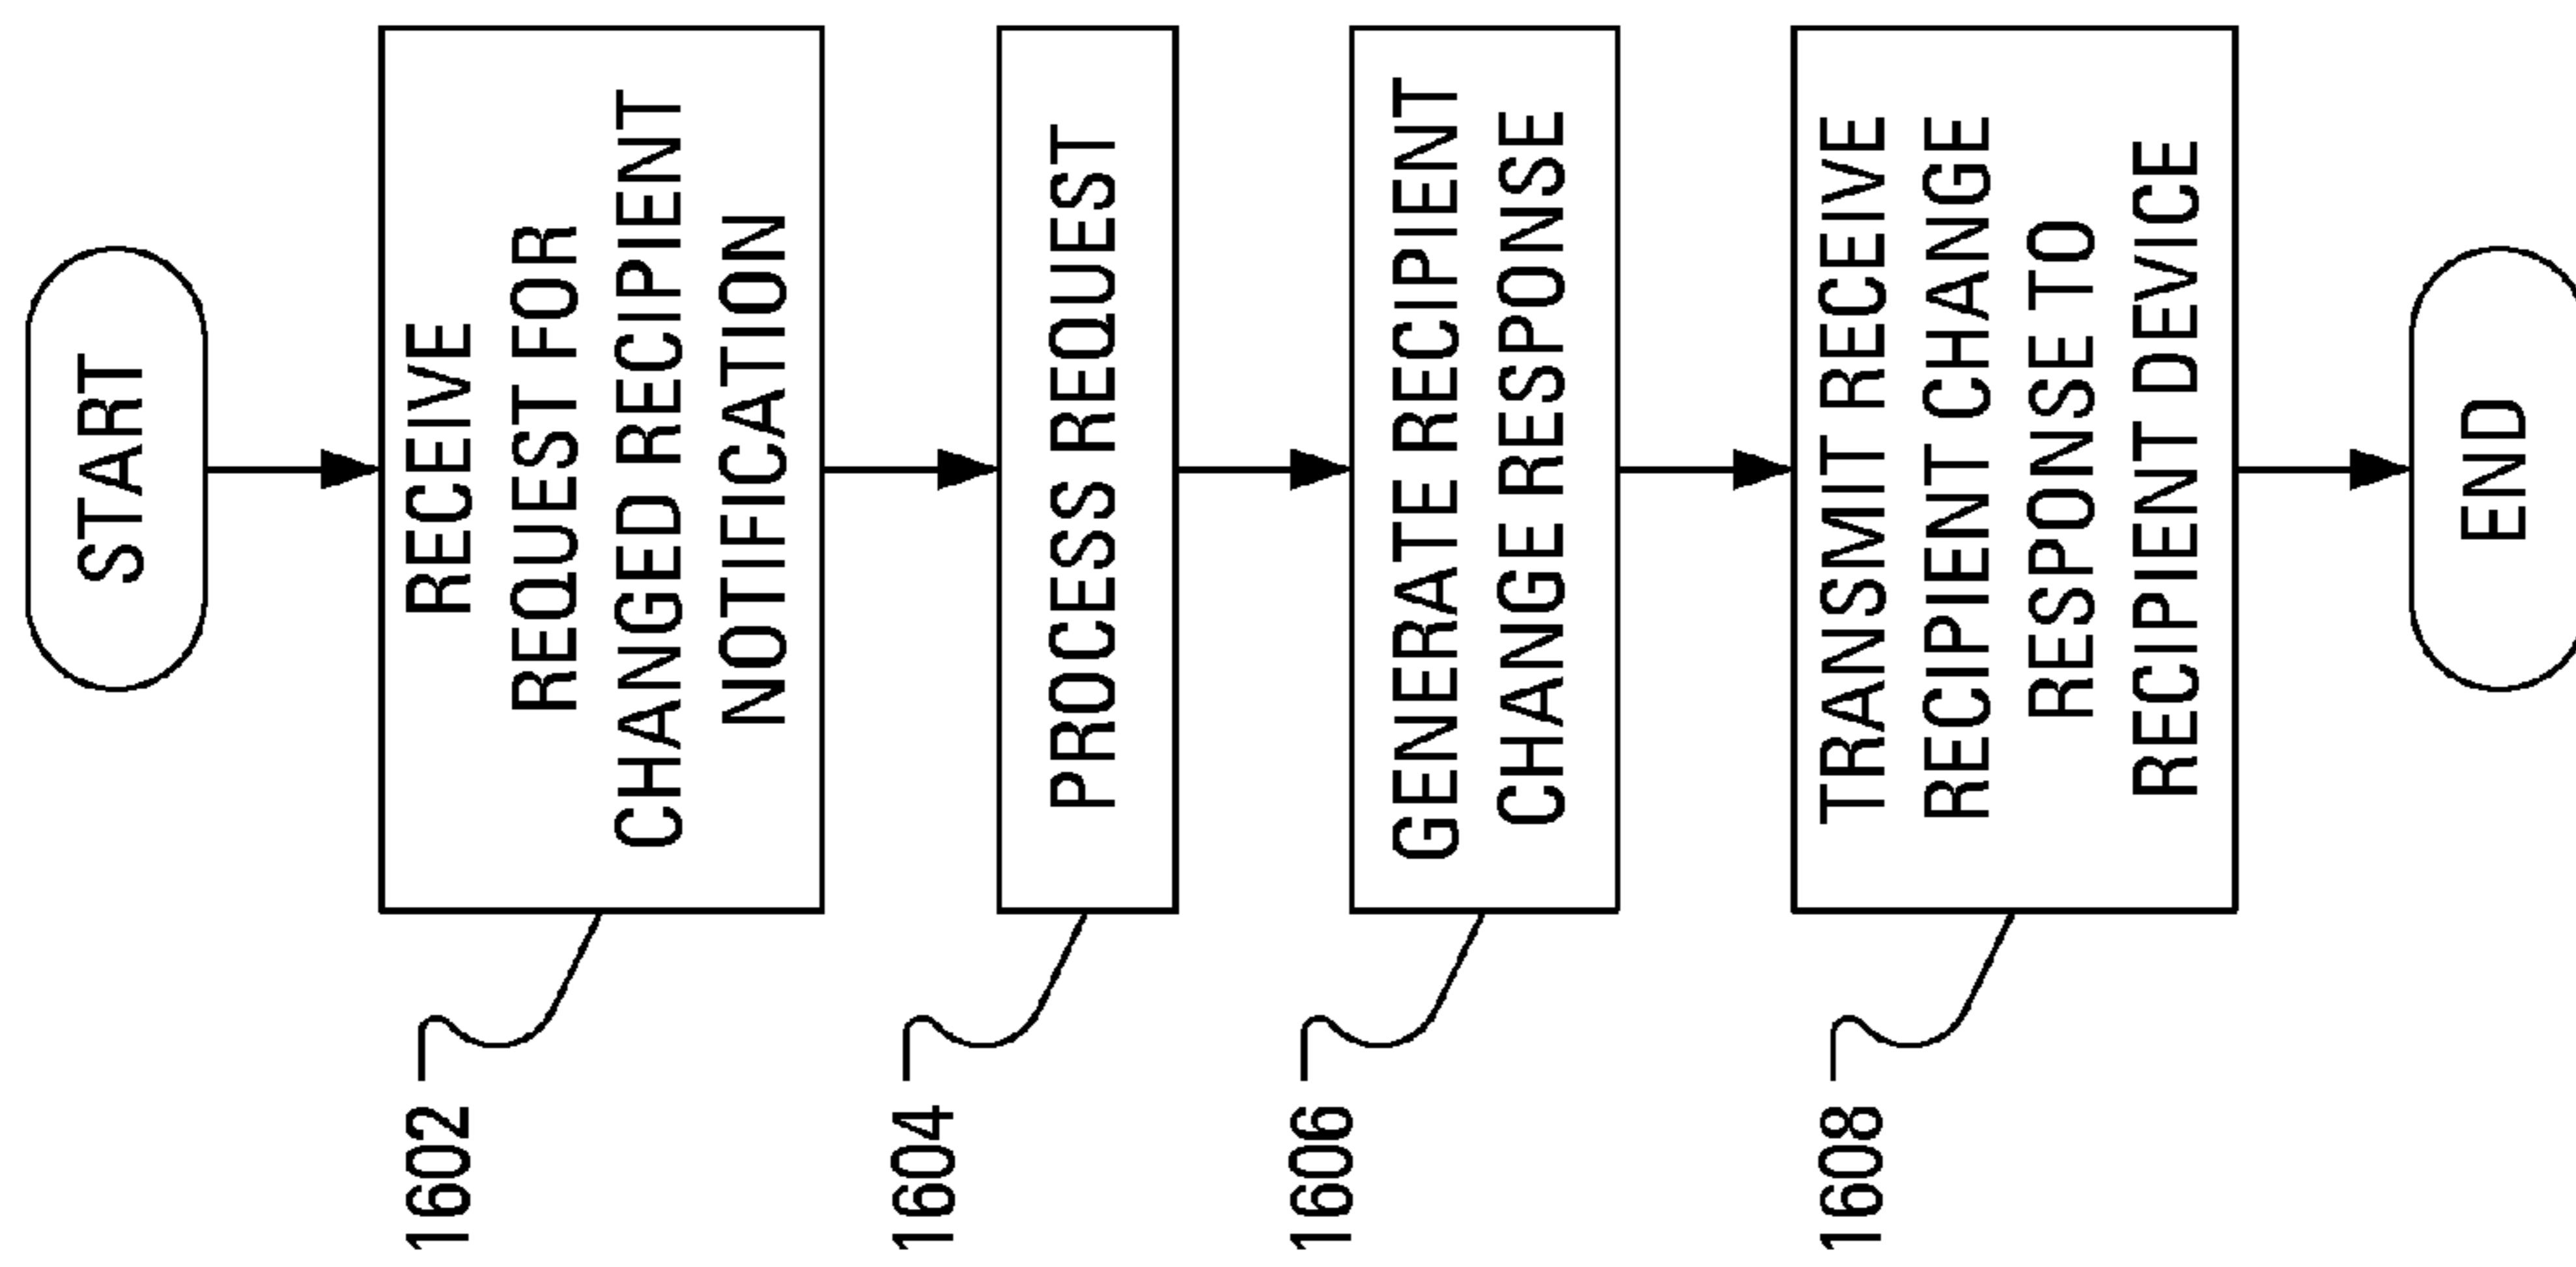 START
RECEIVE
REQUEST FOR
CHANGED RECIPIENT
NOTIFICATION
1602
PROCESS REQUEST
1604
GENERATE RECIPIENT
CHANGE RESPONSE
1606
TRANSMIT RECEIVE
RECIPIENT CHANGE
RESPONE TO
RECIPIENT DEVICE
1608
END